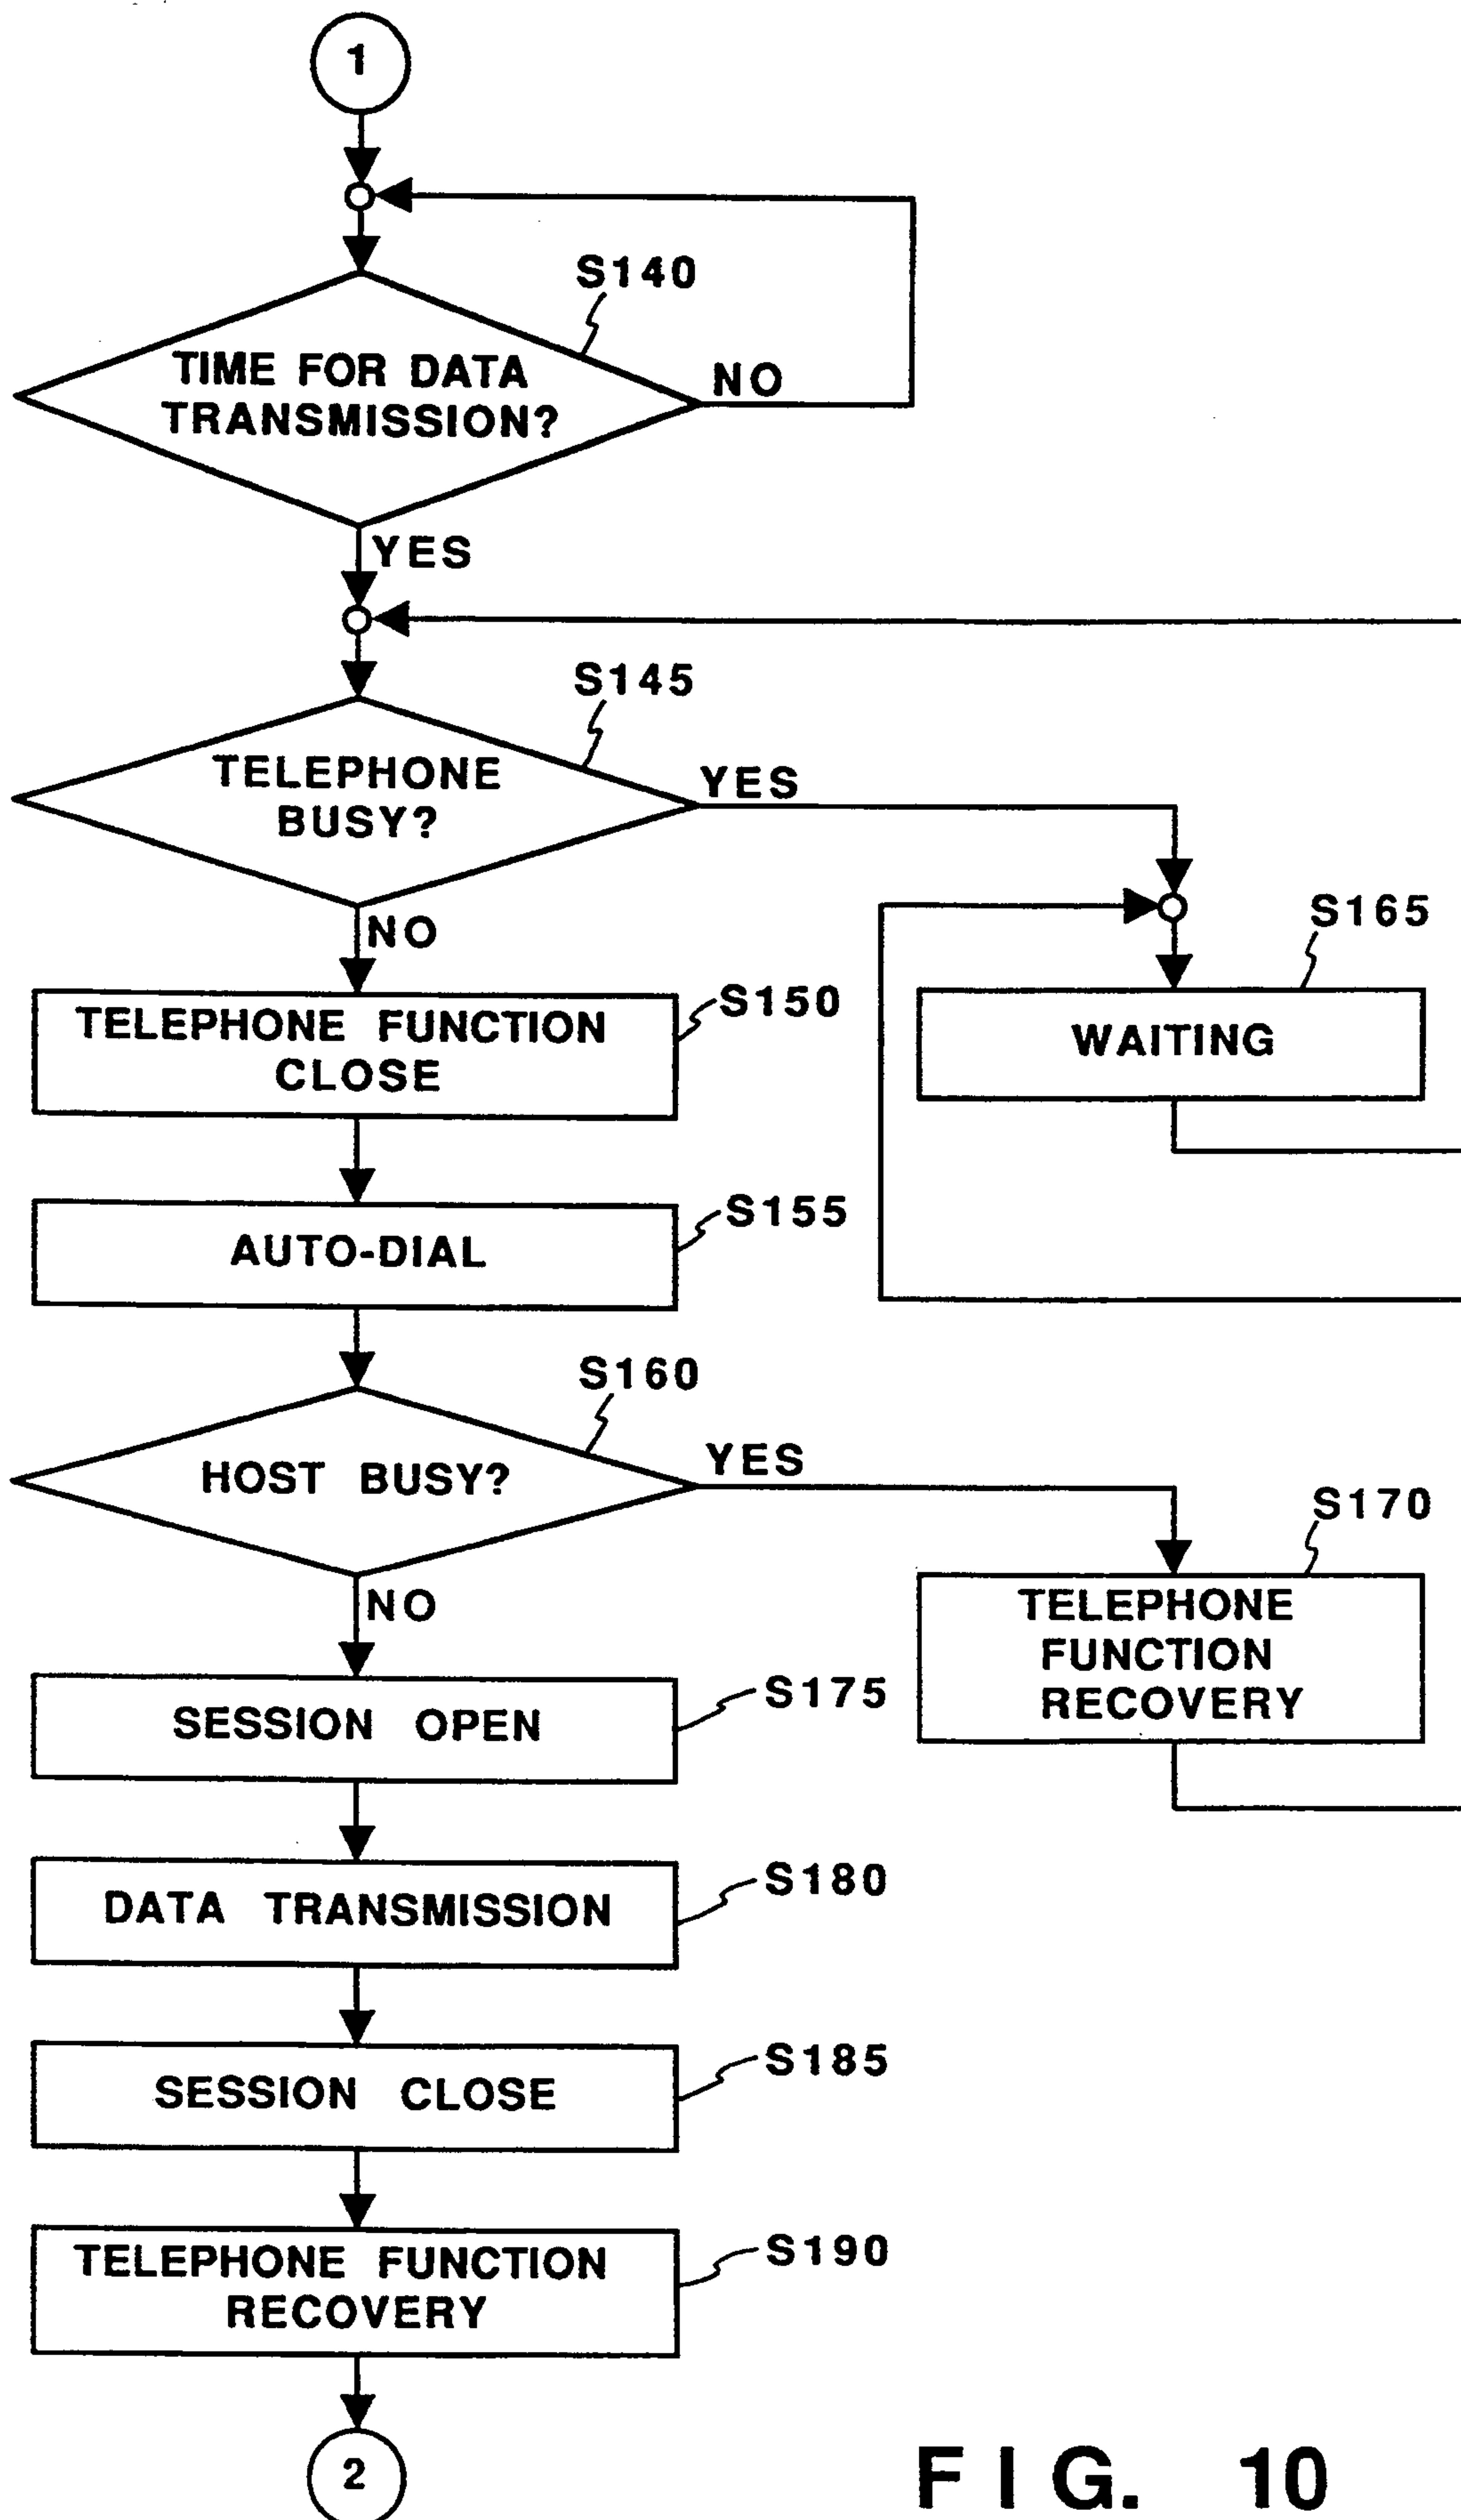 1
S140
TIME FOR DATA
TRANSMISSION?
NO
YES
S145
TELEPHONE
BUSY?
YES
NO
S165
WAITING
S150
TELEPHONE FUNCTION
CLOSE
S155
AUTO-DIAL
S160
HOST BUSY?
YES
NO
S170
TELEPHONE
FUNCTION
RECOVERY
S175
SESSION OPEN
S180
DATA TRANSMISSION
S185
SESSION CLOSE
S190
TELEPHONE FUNCTION
RECOVERY
2
FIG. 10